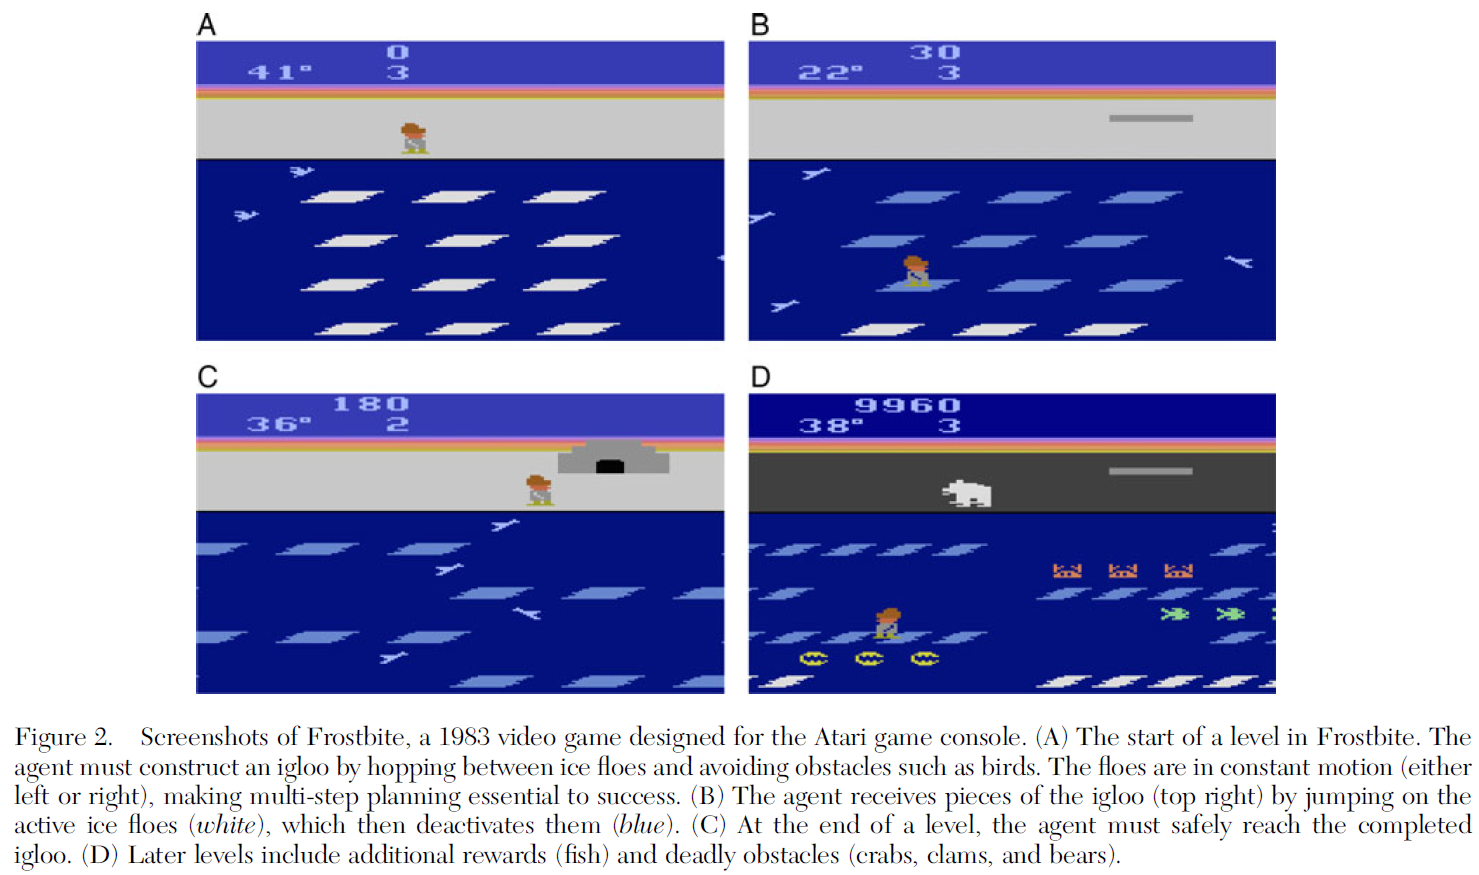 A
B
0
41° 3
30
22° 3
C
D
180
36° 2
9960
38° 3
Figure 2. Screenshots of Frostbite, a 1983 video game designed for the Atari game console. (A) The start of a level in Frostbite. The
agent must construct an igloo by hopping between ice floes and avoiding obstacles such as birds. The floes are in constant motion (either
left or right), making multi-step planning essential to success. (B) The agent receives pieces of the igloo (top right) by jumping on the
active ice floes (white), which then deactivates them (blue). (C) At the end of a level, the agent must safely reach the completed
igloo. (D) Later levels include additional rewards (fish) and deadly obstacles (crabs, clams, and bears).